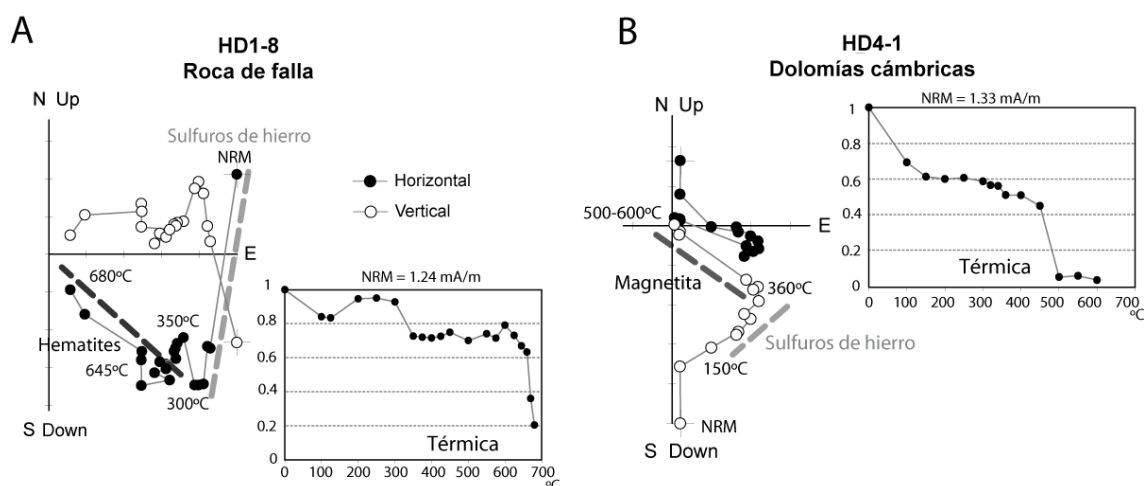 A
HD1-8
Roca de falla
N Up
Sulfuros de hierro
NRM
Horizontal
Vertical
E
680ºC
350ºC
Hematites
645ºC
300ºC
S Down
NRM = 1.24 mA/m
1
0.8
0.6
0.4
0.2
Térmica
0 100 200 300 400 500 600 700
ºC
B
HD4-1
Dolomías cámbricas
N Up
500-600ºC
E
Magnetita
360ºC
Sulfuros de hierro
150ºC
NRM
S Down
NRM = 1.33 mA/m
1
0.8
0.6
0.4
0.2
0
Térmica
0 100 200 300 400 500 600 700
ºC